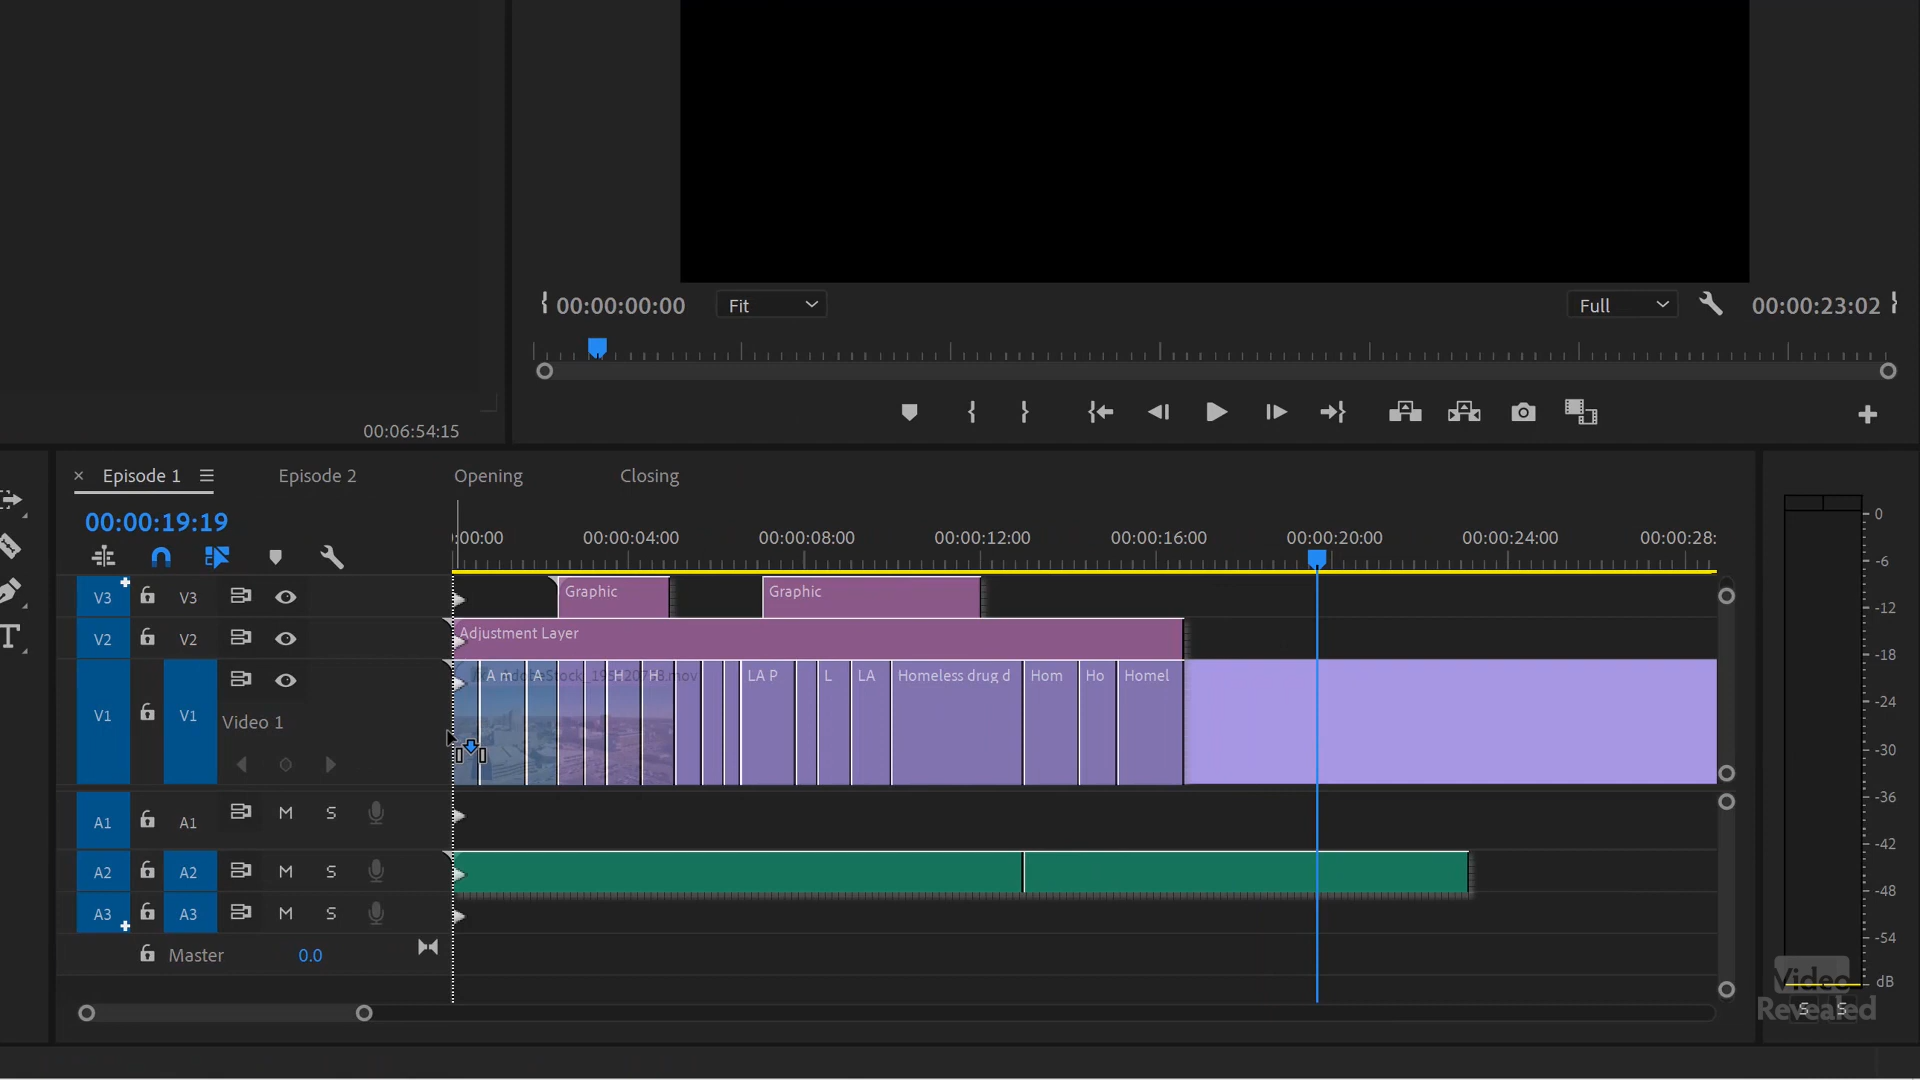 00:00:00:00
Fit
Full
00:00:23:02
00:06:54:15
× Episode 1
Episode 2
Opening
Closing
00:00:19:19
:00:00
00:00:04:00
00:00:08:00
00:00:12:00
00:00:16:00
00:00:20:00
00:00:24:00
00:00:28:
V3
V3
Graphic
Graphic
V2
V2
Adjustment Layer
V1
V1
Video 1
A m
A
H
H
LA P
L
LA
Homeless drug d
Hom
Ho
Homel
A1
A1
M
S
A2
A2
M
S
A3
A3
M
S
Master
0.0
0
-6
-12
-18
-24
-30
-36
-42
-48
-54
dB
S
S
Video
Revealed
T